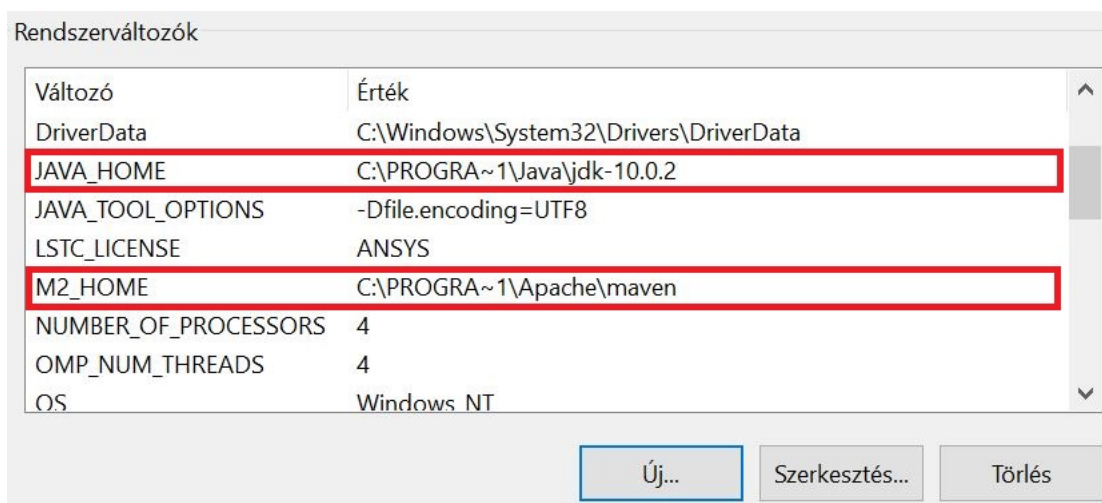 Rendszerváltozók
Változó Érték
DriverData C:\Windows\System32\Drivers\DriverData
JAVA_HOME C:\PROGRA~1\Java\jdk-10.0.2
JAVA_TOOL_OPTIONS -Dfile.encoding=UTF8
LSTC_LICENSE ANSYS
M2_HOME C:\PROGRA~1\Apache\maven
NUMBER_OF_PROCESSORS 4
OMP_NUM_THREADS 4
OS Windows_NT
Új... Szerkesztés... Törlés